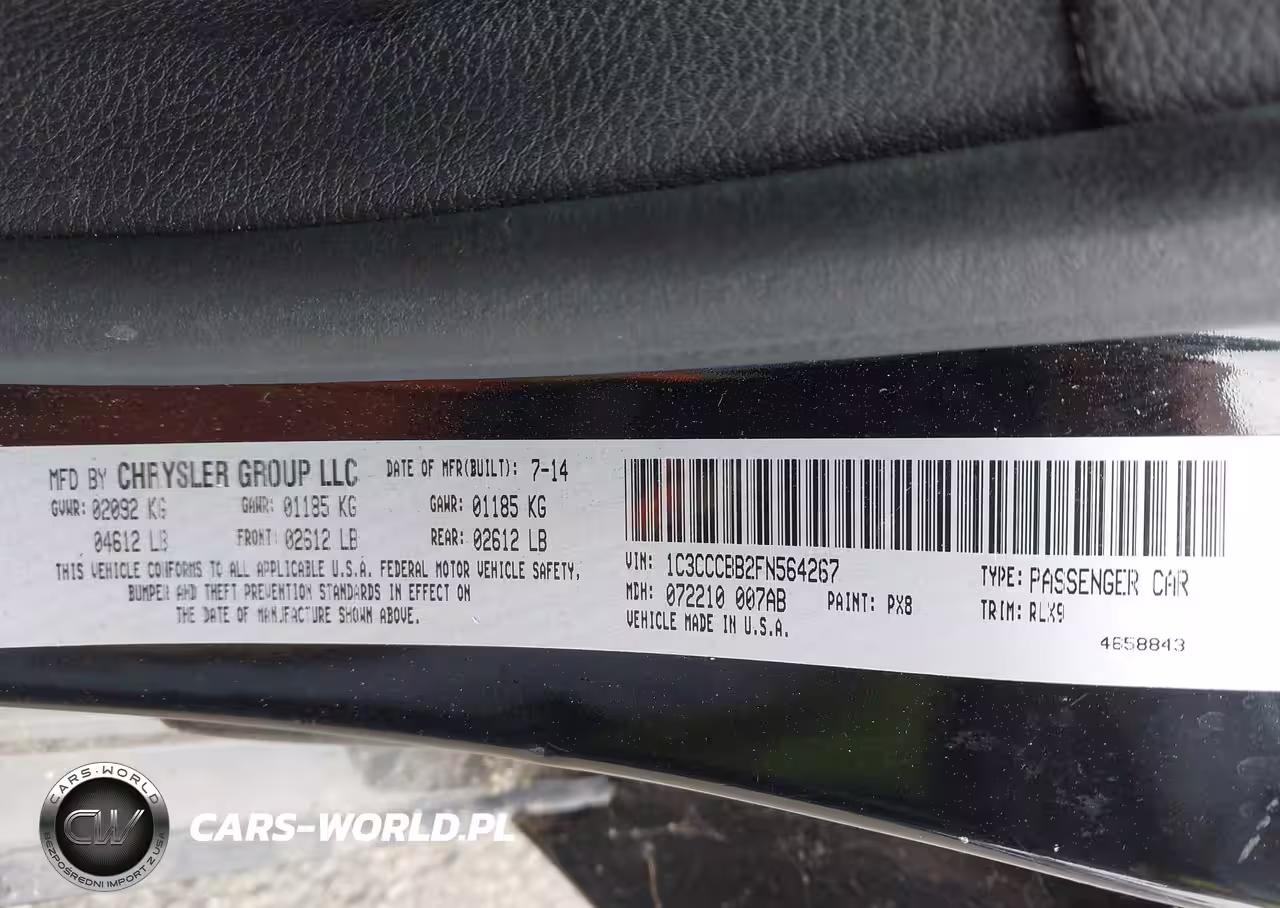 MFD BY CHRYSLER GROUP LLC DATE OF MFR(BUILT): 7-14
GVWR: 02092 KG GAWR: 01185 KG GAWR: 01185 KG
04612 LB FRONT: 02612 LB REAR: 02612 LB
THIS VEHICLE CONFORMS TO ALL APPLICABLE U.S.A. FEDERAL MOTOR VEHICLE SAFETY,
BUMPER AND THEFT PREVENTION STANDARDS IN EFFECT ON
THE DATE OF MANUFACTURE SHOWN ABOVE.
VIN: 1C3CCCBB2FN564267 TYPE: PASSENGER CAR
MDH: 072210 007AB PAINT: PX8 TRIM: RLX9
VEHICLE MADE IN U.S.A.
4658843
CARS-WORLD
CW
BEZPOŚREDNI IMPORT Z USA
CARS-WORLD.PL